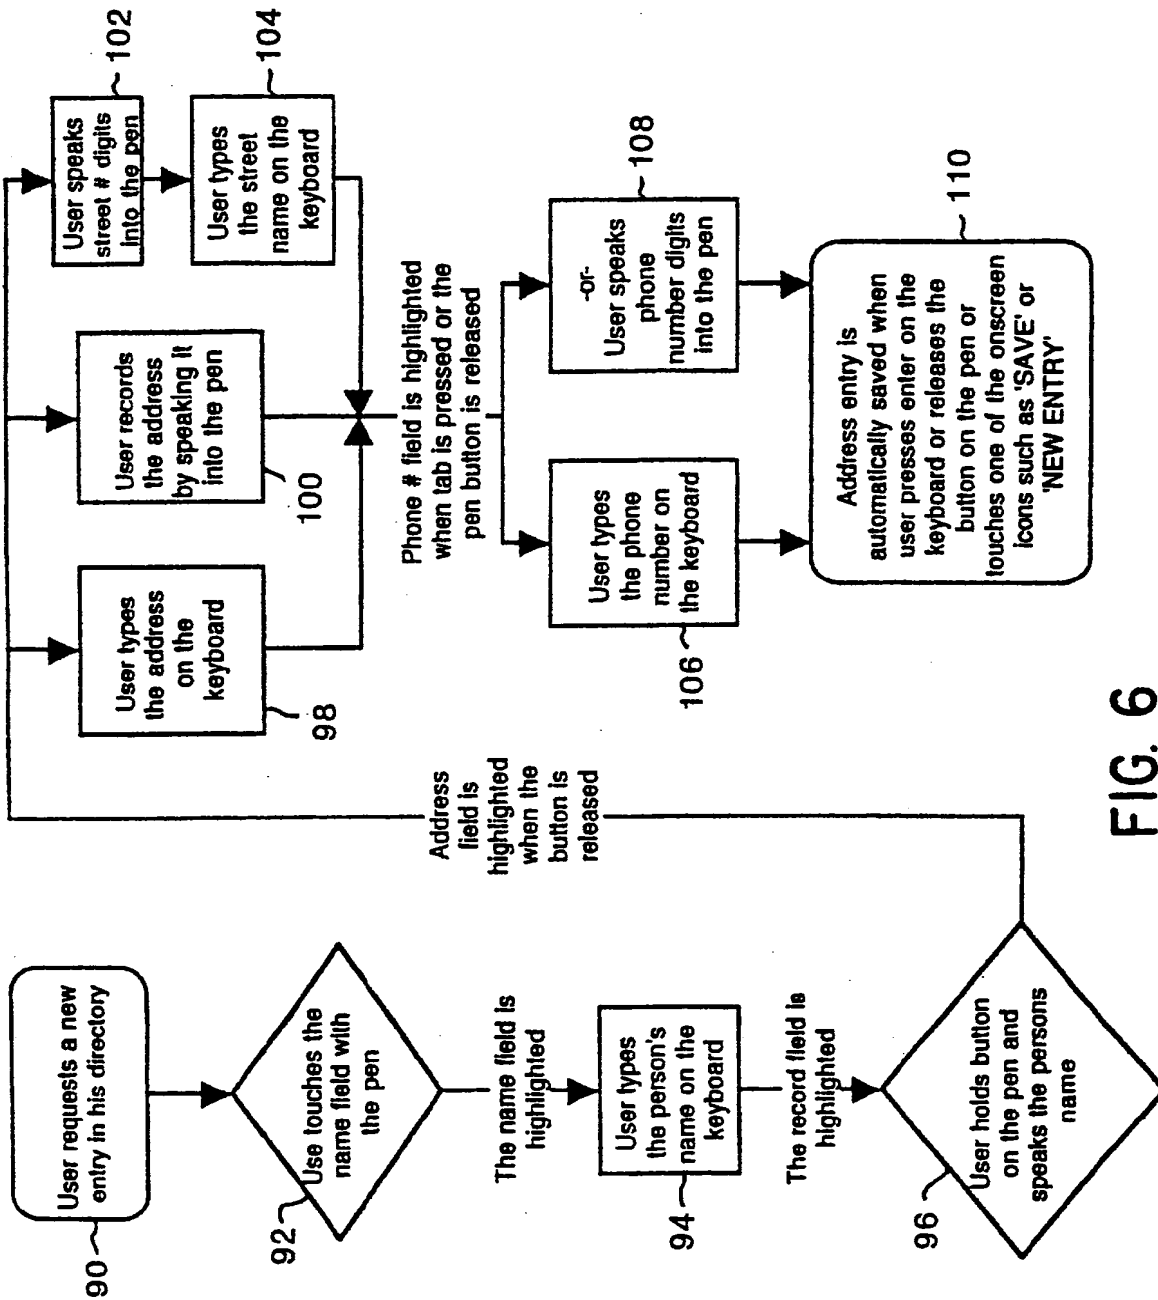 User requests a new
entry in his directory
90
Use touches the
name field with
the pen
92
The name field is
highlighted
User types
the person's
name on the
keyboard
94
The record field is
highlighted
User holds button
on the pen and
speaks the persons
name
96
Address
field is
highlighted
when the
button is
released
User types
the address
on the
keyboard
98
User records
the address
by speaking it
into the pen
100
User speaks
street # digits
into the pen
102
User types
the street
name on the
keyboard
104
Phone # field is highlighted
when tab is pressed or the
pen button is released
User types
the phone
number on
the keyboard
106
-or-
User speaks
phone
number digits
into the pen
108
Address entry is
automatically saved when
user presses enter on the
keyboard or releases the
button on the pen or
touches one of the onscreen
icons such as 'SAVE' or
'NEW ENTRY'
110
FIG. 6